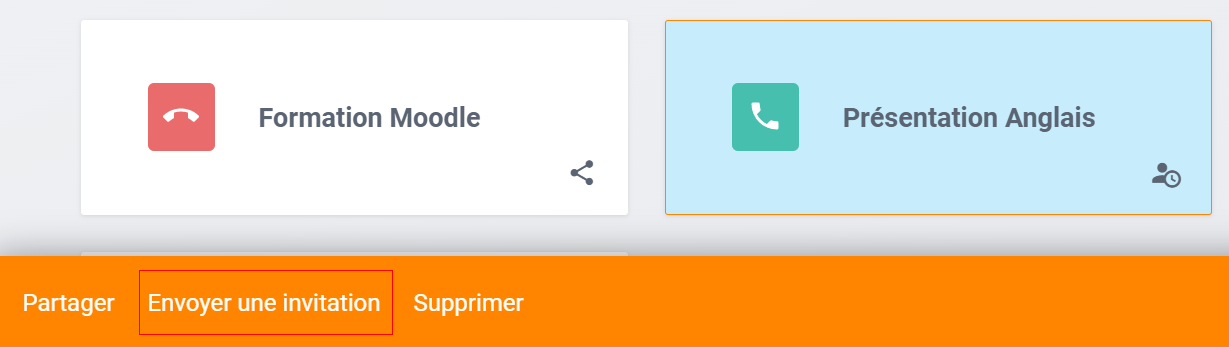 Formation Moodle
Présentation Anglais
Partager
Envoyer une invitation
Supprimer